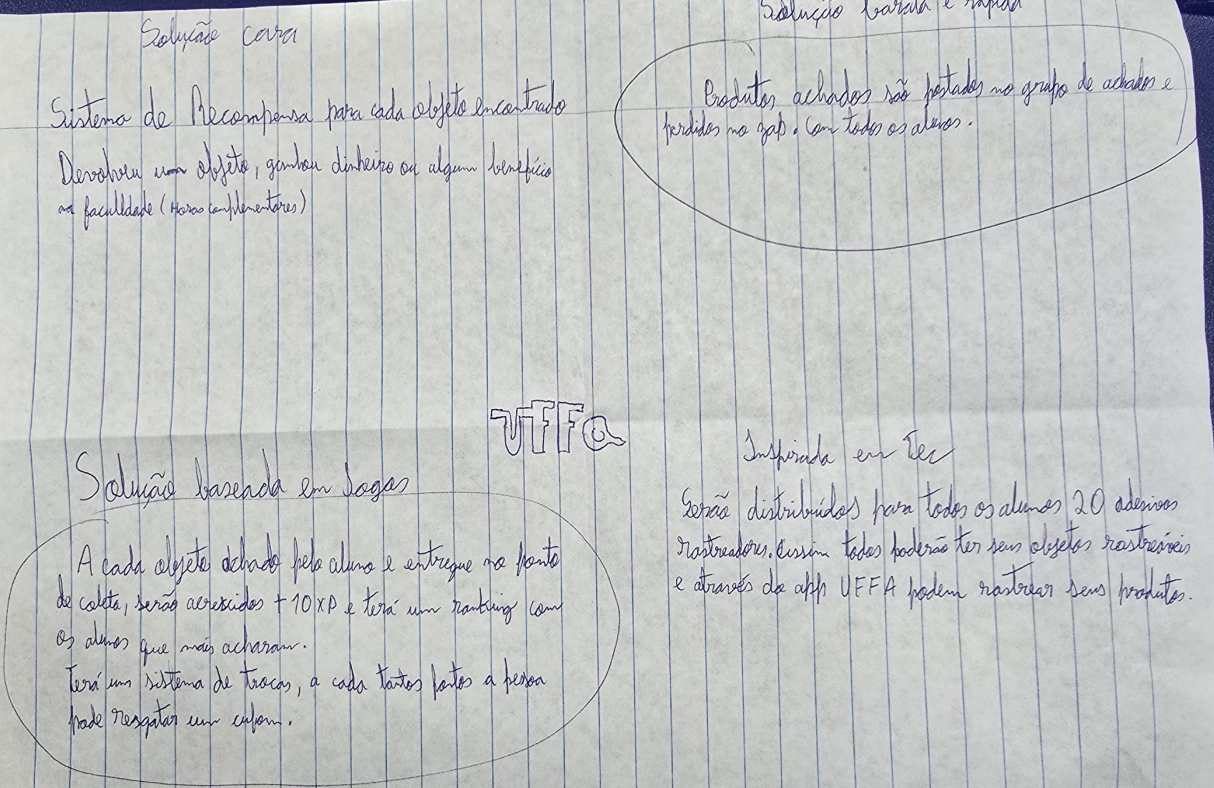 Solução cara
Sistema de Recompensa para cada objeto encontrado
Devolveu um objeto, ganhou dinheiro ou algum benefício
na faculdade (Horas complementares)
Solução barata e rápida
Produtos achados são postados no grupo de achados e
perdidos no zap. Com todos os alunos.
UFFA
Solução baseada em Jogos
A cada objeto achado pelo aluno e entregue no ponto
de coleta, serão acrescidos +10XP e terá um ranking com
os alunos que mais acharam.
Terá um sistema de trocas, a cada tantos pontos a pessoa
pode resgatar um cupom.
Inspirada em Tec
Serão distribuídos para todos os alunos 20 adesivos
rastreadores. Assim todos poderão ter seus objetos rastreáveis
e através do app UFFA podem rastrear seus produtos.